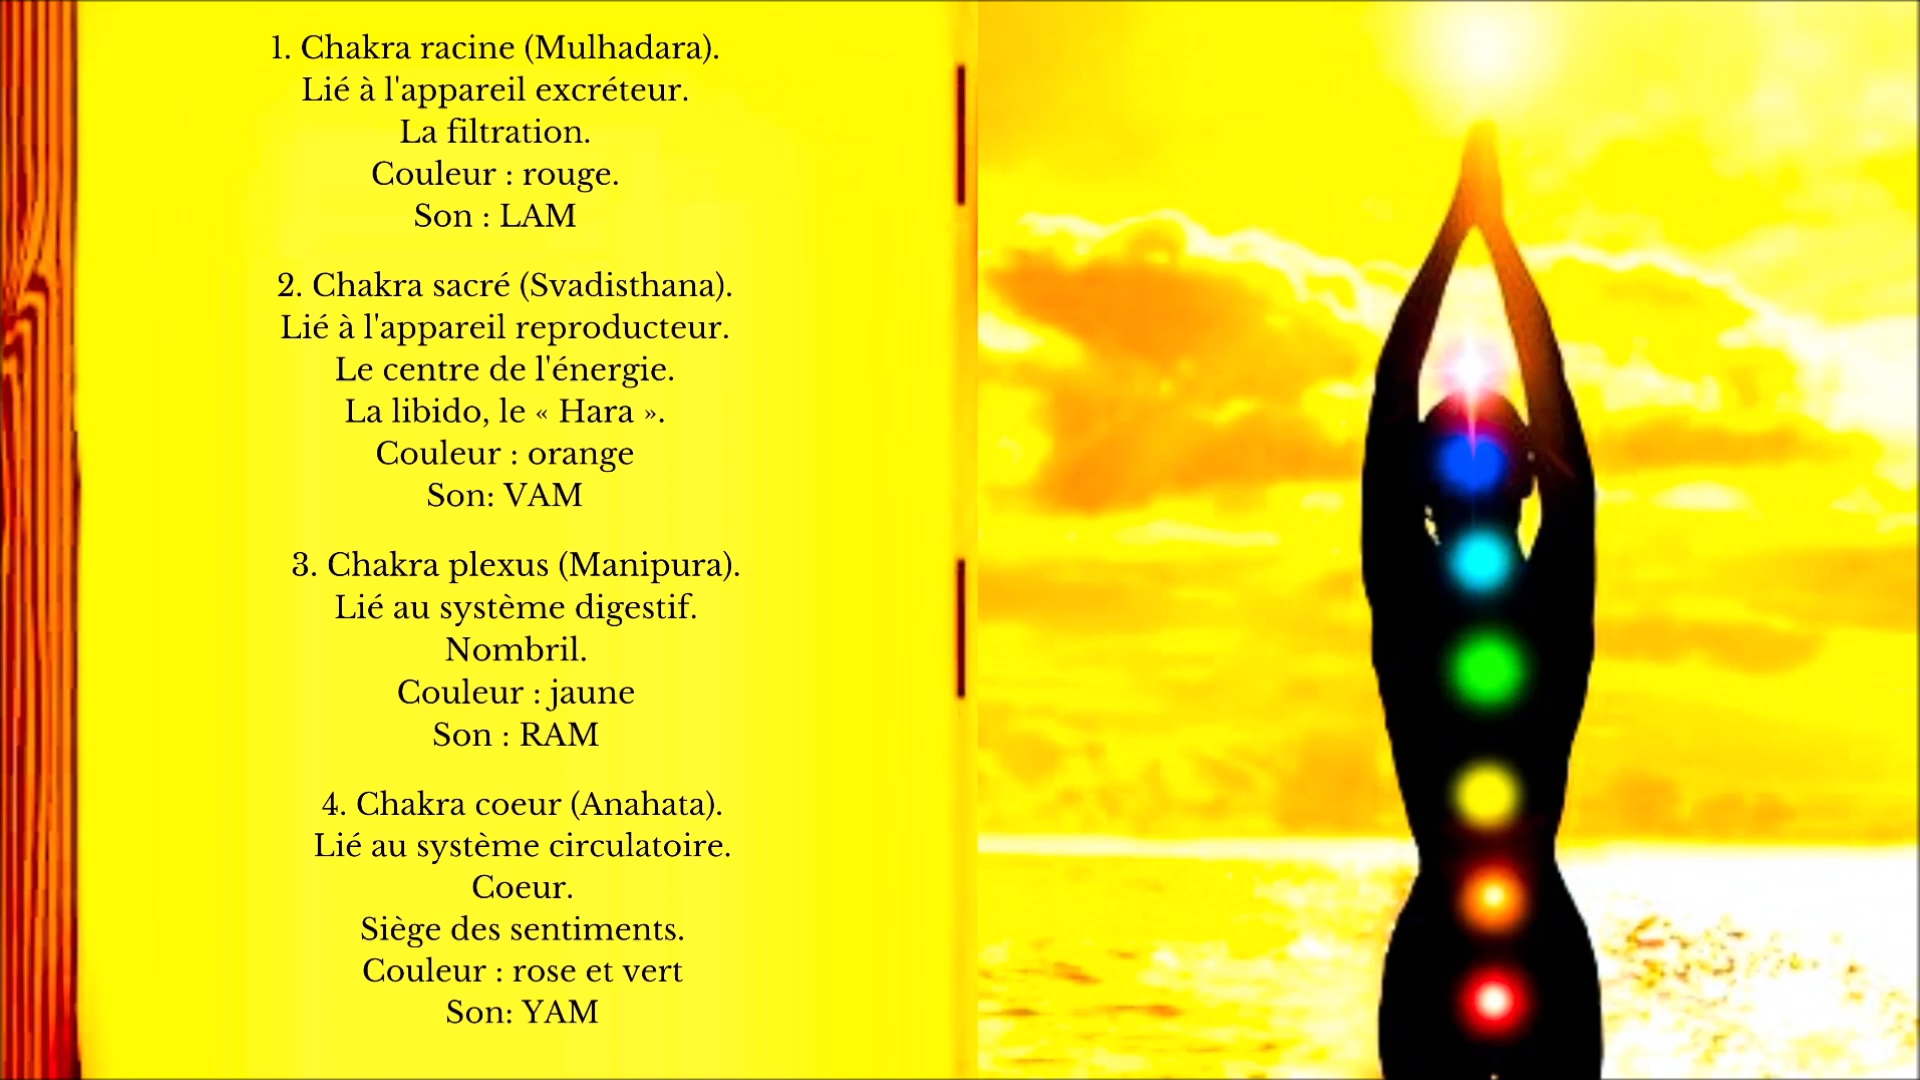 1. Chakra racine (Mulhadara).
Lié à l'appareil excréteur.
La filtration.
Couleur : rouge.
Son : LAM
2. Chakra sacré (Svadisthana).
Lié à l'appareil reproducteur.
Le centre de l'énergie.
La libido, le « Hara ».
Couleur : orange
Son: VAM
3. Chakra plexus (Manipura).
Lié au système digestif.
Nombril.
Couleur : jaune
Son : RAM
4. Chakra coeur (Anahata).
Lié au système circulatoire.
Coeur.
Siège des sentiments.
Couleur : rose et vert
Son: YAM